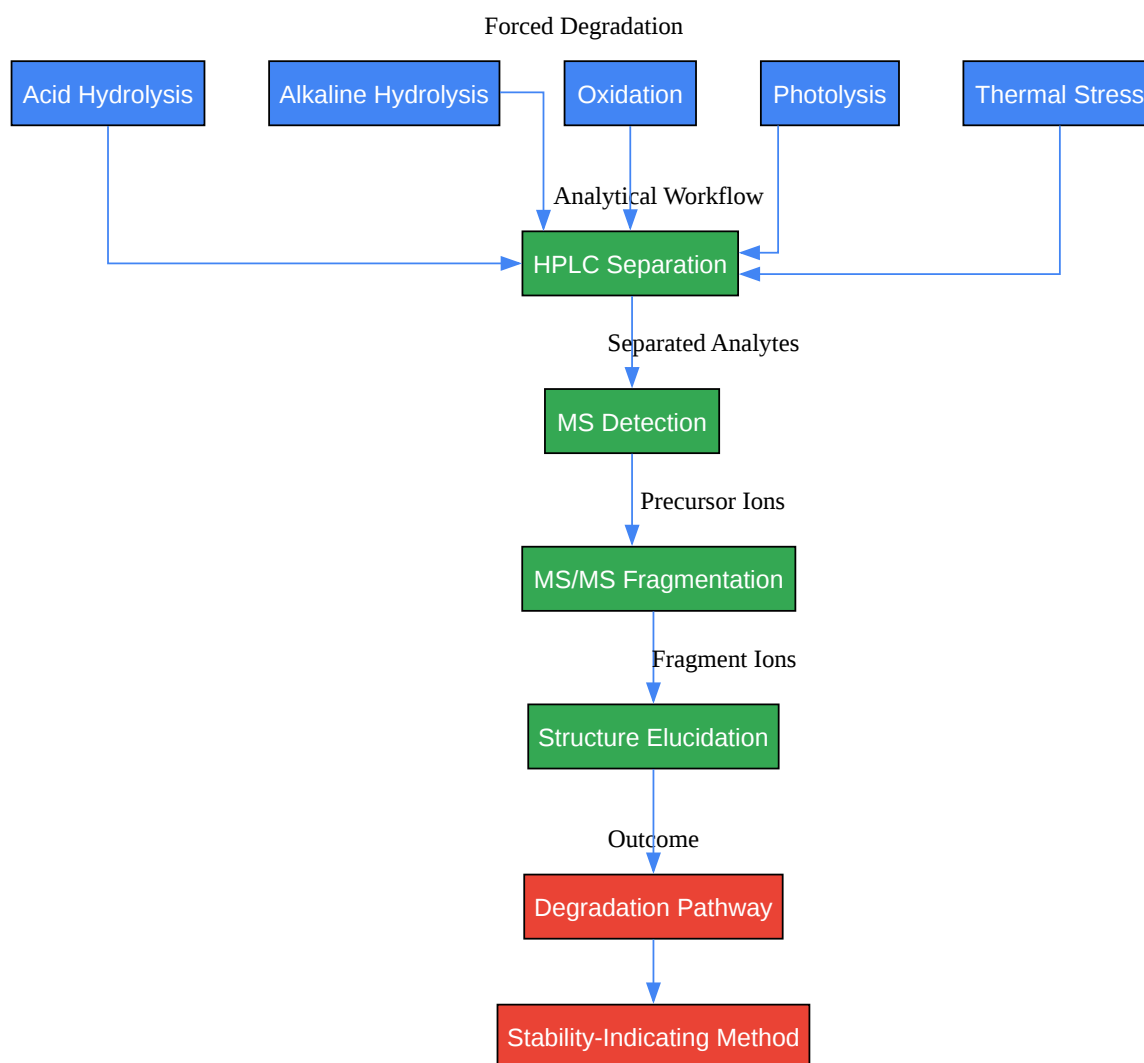 Forced Degradation
Acid Hydrolysis
Alkaline Hydrolysis
Oxidation
Photolysis
Thermal Stress
Analytical Workflow
HPLC Separation
Separated Analytes
MS Detection
Precursor Ions
MS/MS Fragmentation
Fragment Ions
Structure Elucidation
Outcome
Degradation Pathway
Stability-Indicating Method